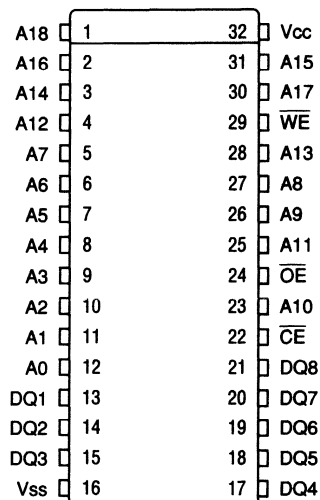 A18 1 32 Vcc
A16 2 31 A15
A14 3 30 A17
A12 4 29 WE
A7 5 28 A13
A6 6 27 A8
A5 7 26 A9
A4 8 25 A11
A3 9 24 OE
A2 10 23 A10
A1 11 22 CE
A0 12 21 DQ8
DQ1 13 20 DQ7
DQ2 14 19 DQ6
DQ3 15 18 DQ5
Vss 16 17 DQ4